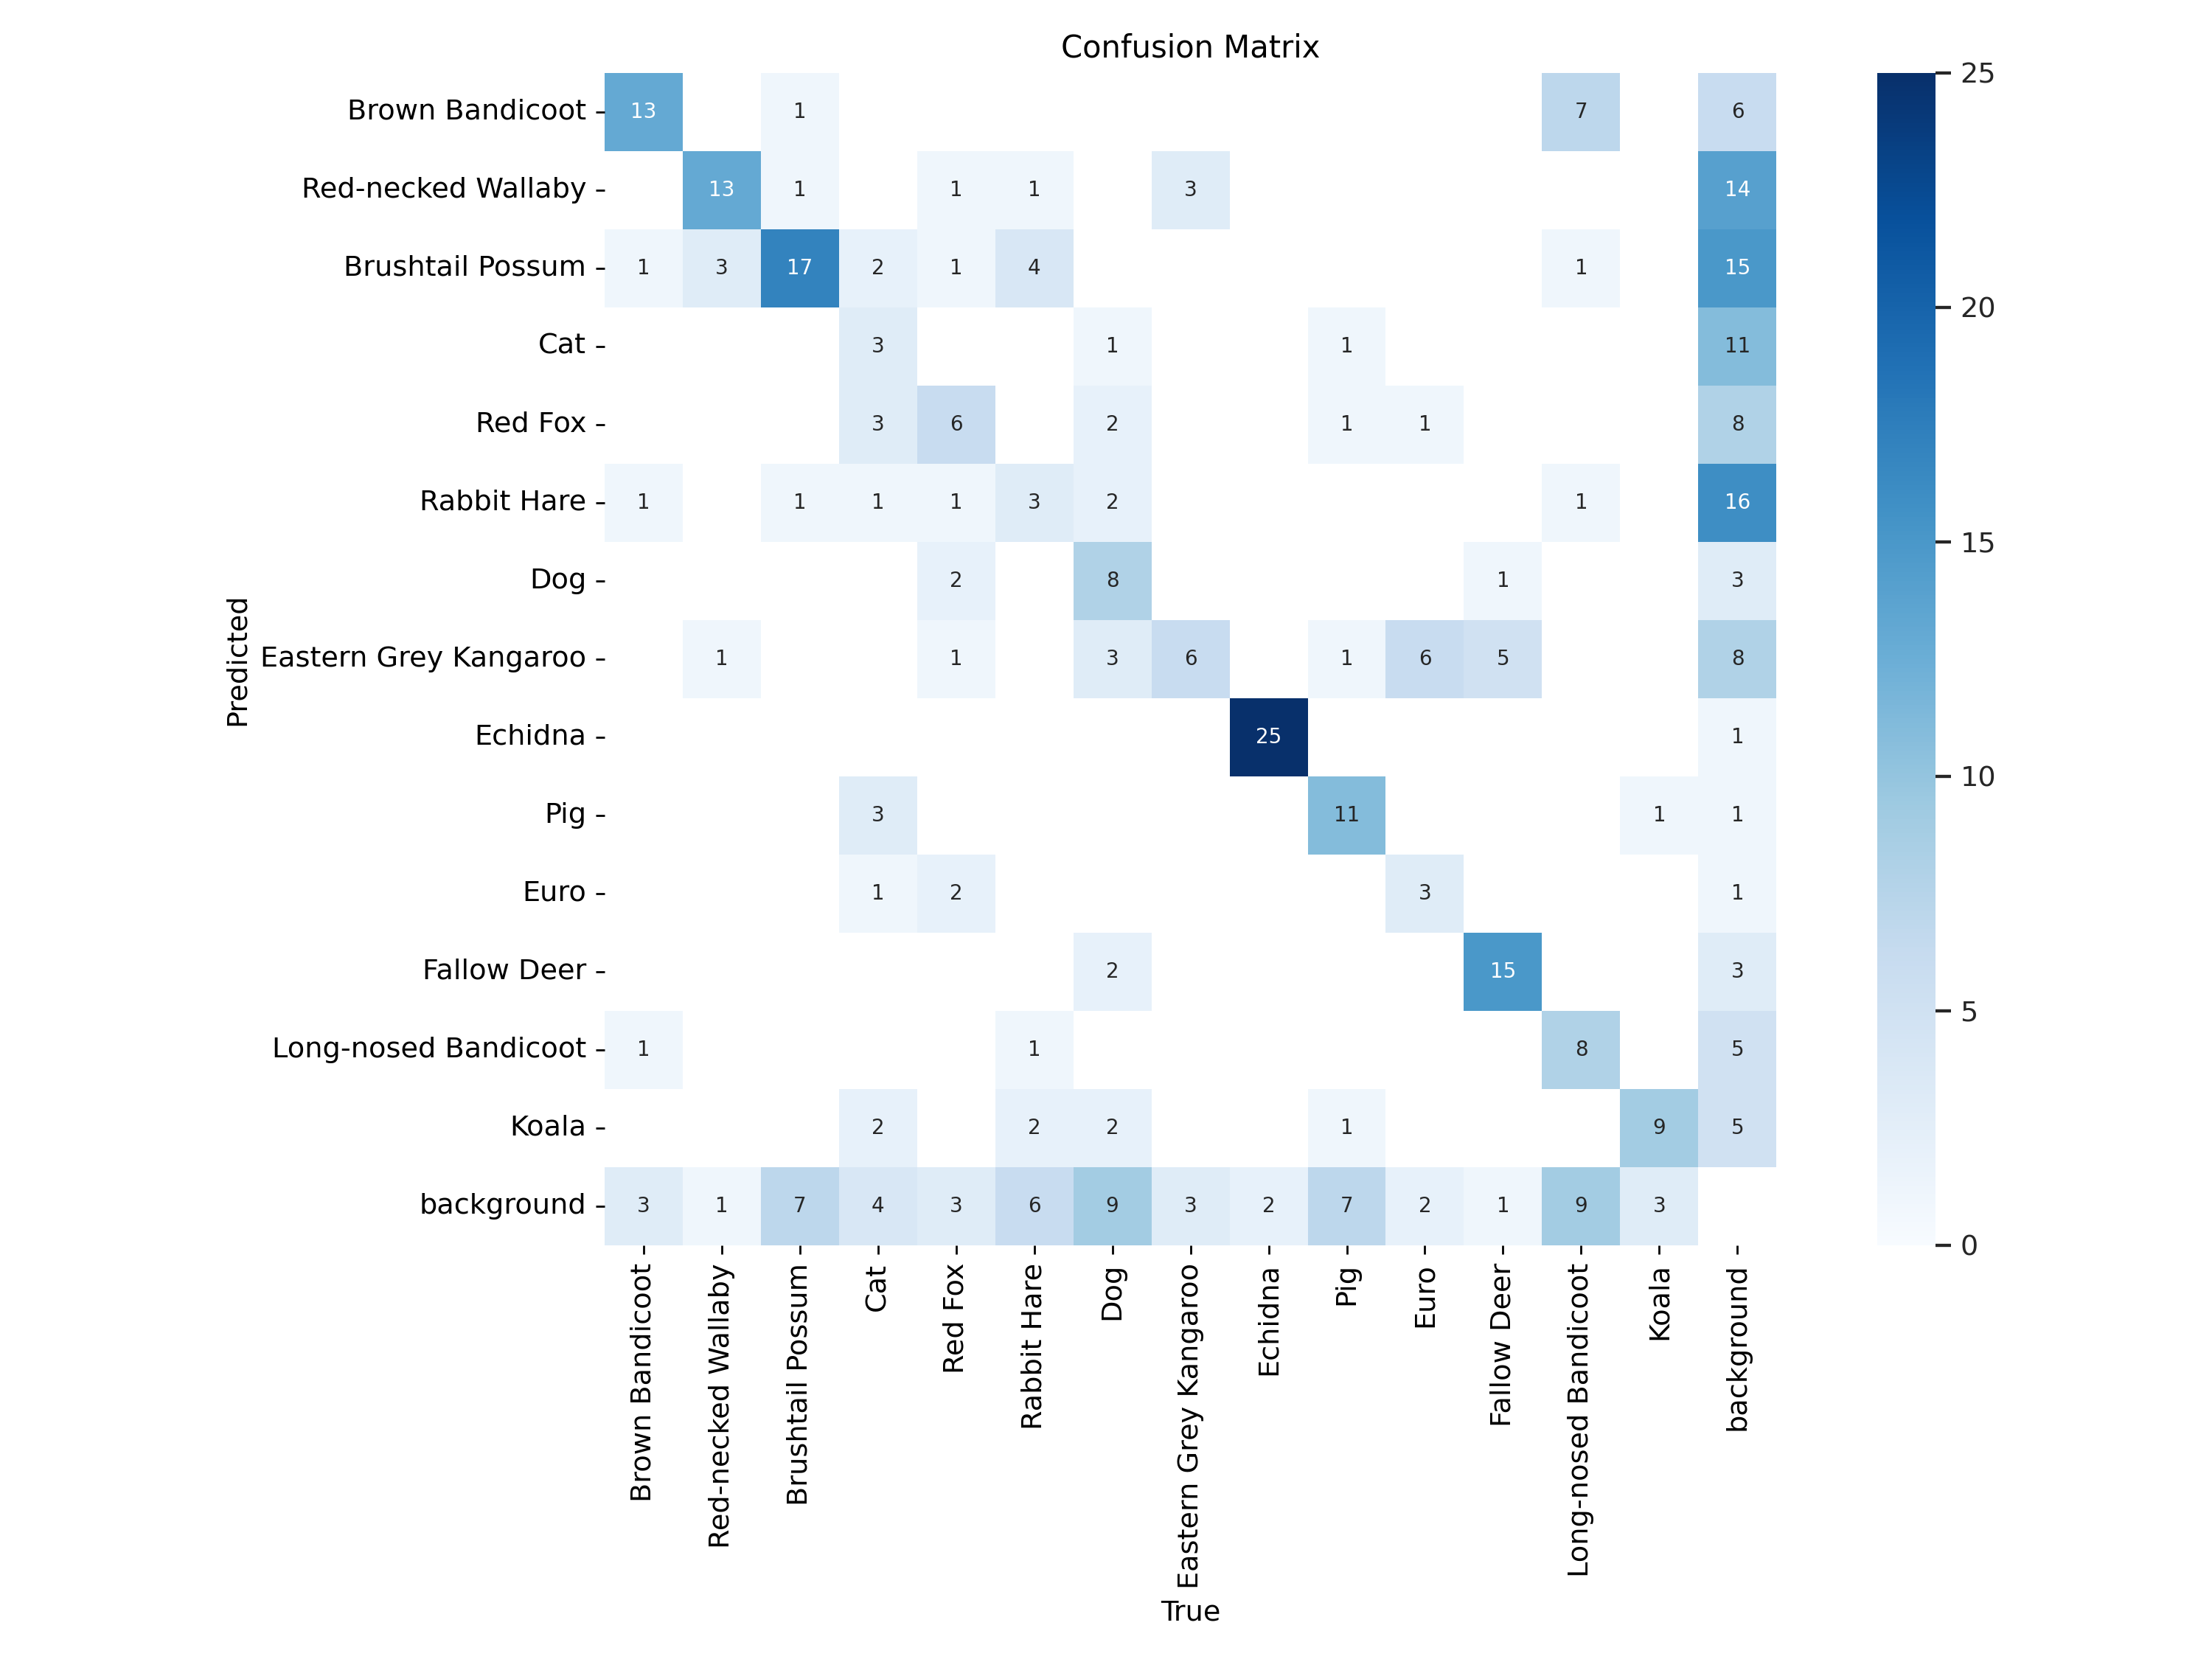 Confusion Matrix
Brown Bandicoot 13 1 7 6
Red-necked Wallaby 13 1 1 1 3 14
Brushtail Possum 1 3 17 2 1 4 1 15
Cat 3 1 1 11
Red Fox 3 6 2 1 1 8
Rabbit Hare 1 1 1 1 3 2 1 16
Dog 2 8 1 3
Eastern Grey Kangaroo 1 1 3 6 1 6 5 8
Echidna 25 1
Pig 3 11 1 1
Euro 1 2 3 1
Fallow Deer 2 15 3
Long-nosed Bandicoot 1 1 8 5
Koala 2 2 2 1 9 5
background 3 1 7 4 3 6 9 3 2 7 2 1 9 3
Predicted
Brown Bandicoot
Red-necked Wallaby
Brushtail Possum
Cat
Red Fox
Rabbit Hare
Dog
Eastern Grey Kangaroo
Echidna
Pig
Euro
Fallow Deer
Long-nosed Bandicoot
Koala
background
True
25
20
15
10
5
0